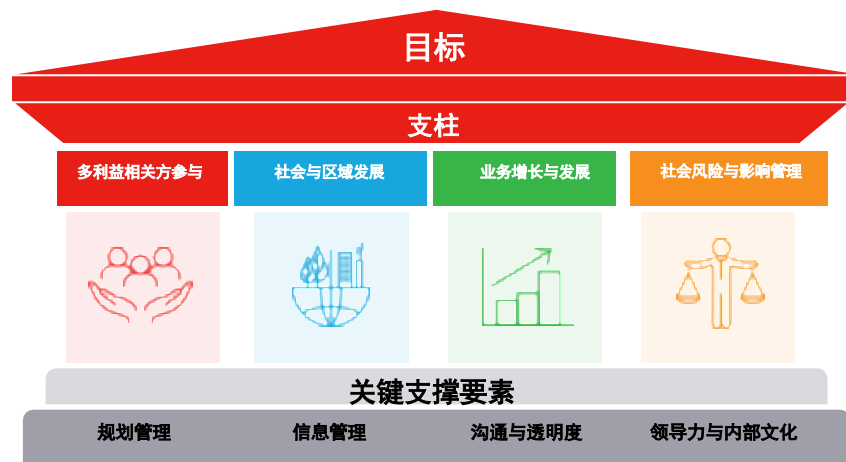 目标
支柱
多利益相关方参与
社会与区域发展
业务增长与发展
社会风险与影响管理
关键支撑要素
规划管理
信息管理
沟通与透明度
领导力与内部文化